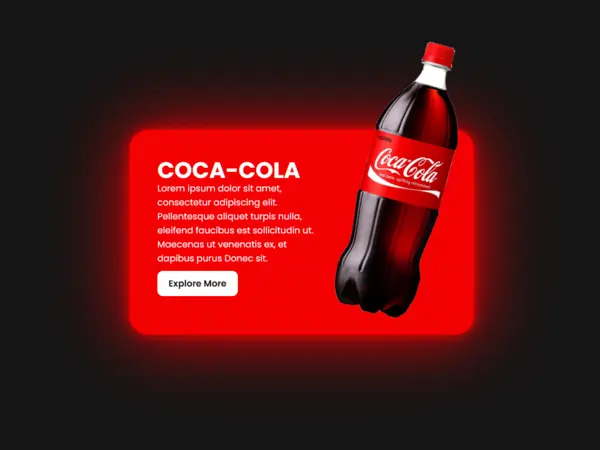 COCA-COLA
Lorem ipsum dolor sit amet,
consectetur adipiscing elit.
Pellentesque aliquet turpis nulla,
eleifend faucibus est sollicitudin ut.
Maecenas ut venenatis ex, et
dapibus purus Donec sit.
Explore More
Coca-Cola